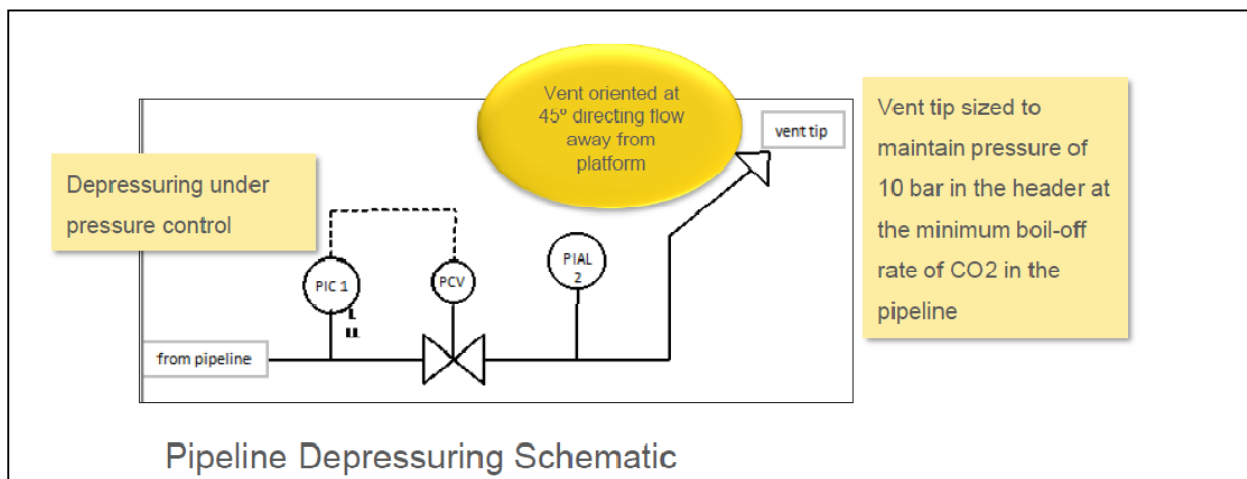 Vent oriented at
45º directing flow
away from
platform
vent tip
Vent tip sized to
maintain pressure of
10 bar in the header at
the minimum boil-off
rate of CO2 in the
pipeline
Depressuring under
pressure control
PIC 1
L
LL
PCV
PIAL
2
from pipeline
Pipeline Depressuring Schematic